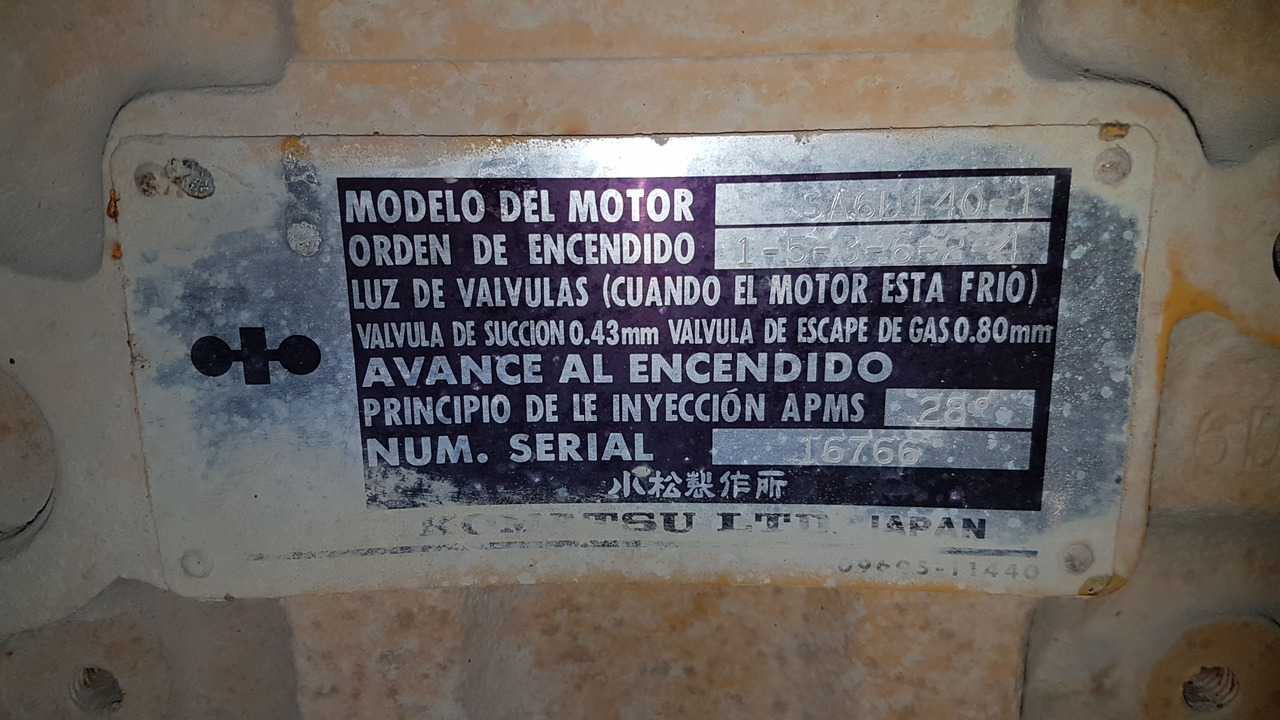 MODELO DEL MOTOR SA6D140-1
ORDEN DE ENCENDIDO 1-5-3-6-2-4
LUZ DE VALVULAS (CUANDO EL MOTOR ESTA FRIO)
VALVULA DE SUCCION 0.43mm VALVULA DE ESCAPE DE GAS 0.80mm
AVANCE AL ENCENDIDO
PRINCIPIO DE LE INYECCIÓN APMS 28°
NUM. SERIAL 16766
小松製作所
KOMATSU LTD. JAPAN